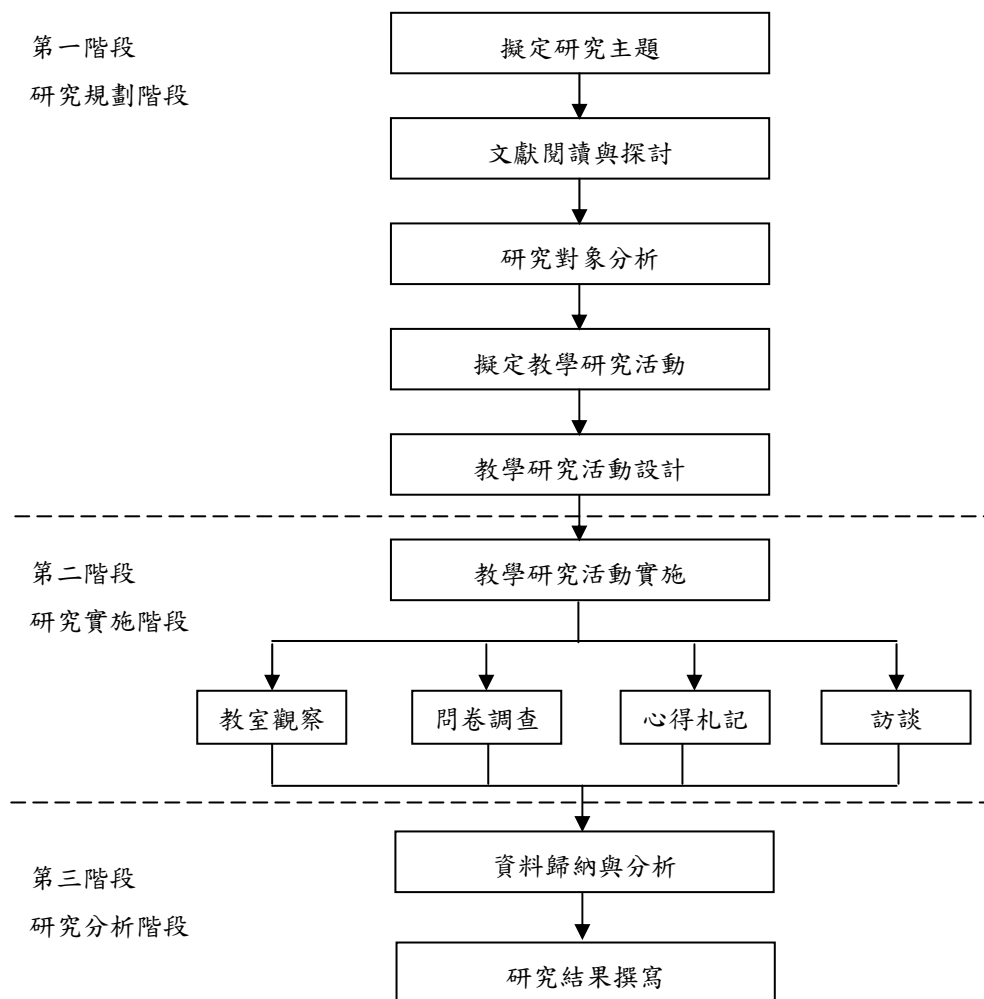 第一階段
研究規劃階段
擬定研究主題
文獻閱讀與探討
研究對象分析
擬定教學研究活動
教學研究活動設計
第二階段
研究實施階段
教學研究活動實施
教室觀察
問卷調查
心得札記
訪談
第三階段
研究分析階段
資料歸納與分析
研究結果撰寫